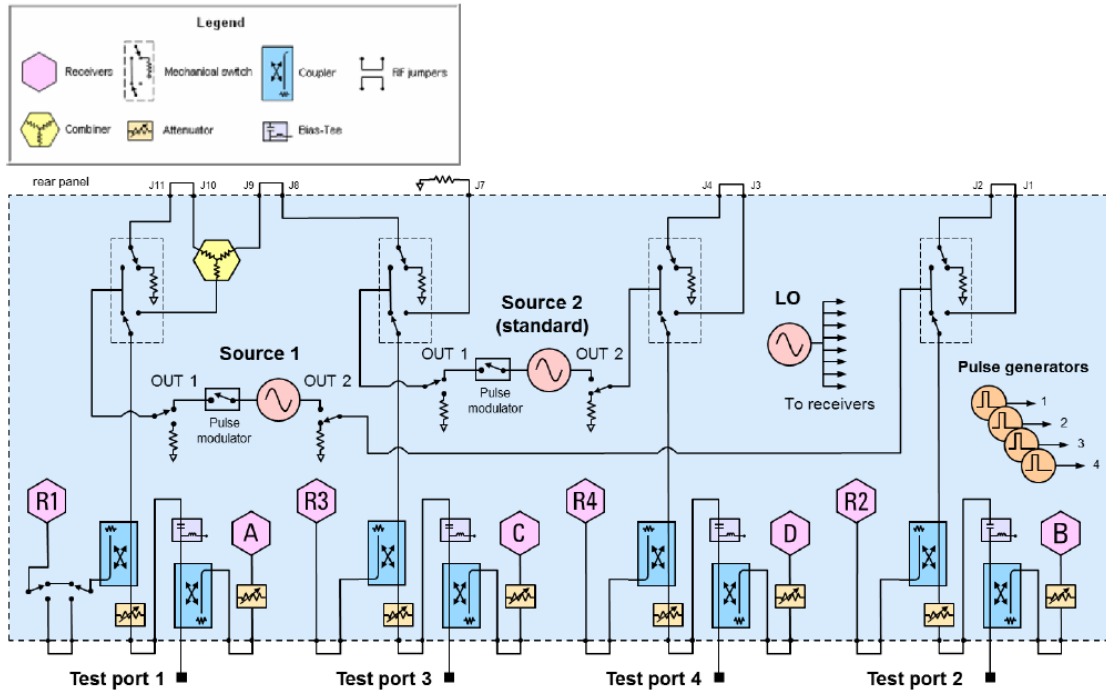 Legend
Receivers
Mechanical switch
Coupler
RF jumpers
Combiner
Attenuator
Bias-Tee
rear panel
J11 J10 J9 J8 J7 J4 J3 J2 J1
Source 1
OUT 1
OUT 2
Pulse
modulator
Source 2
(standard)
OUT 1
OUT 2
Pulse
modulator
LO
To receivers
Pulse generators
1
2
3
4
R1 A R3 C R4 D R2 B
Test port 1 Test port 3 Test port 4 Test port 2